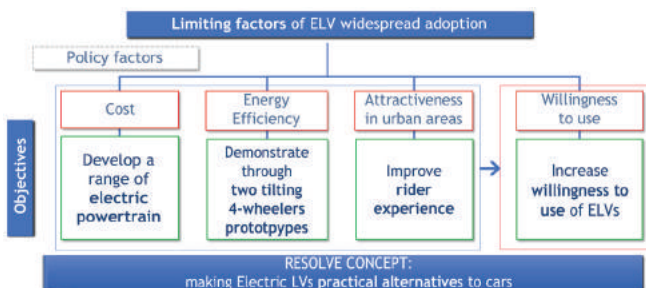 Limiting factors of ELV widespread adoption
Policy factors
Cost
Energy
Efficiency
Attractiveness
in urban areas
Willingness
to use
Objectives
Develop a
range of
electric
powertrain
Demonstrate
through
two tilting
4-wheelers
prototpypes
Improve
rider
experience
Increase
willingness to
use of ELVs
RESOLVE CONCEPT:
making Electric LVs practical alternatives to cars